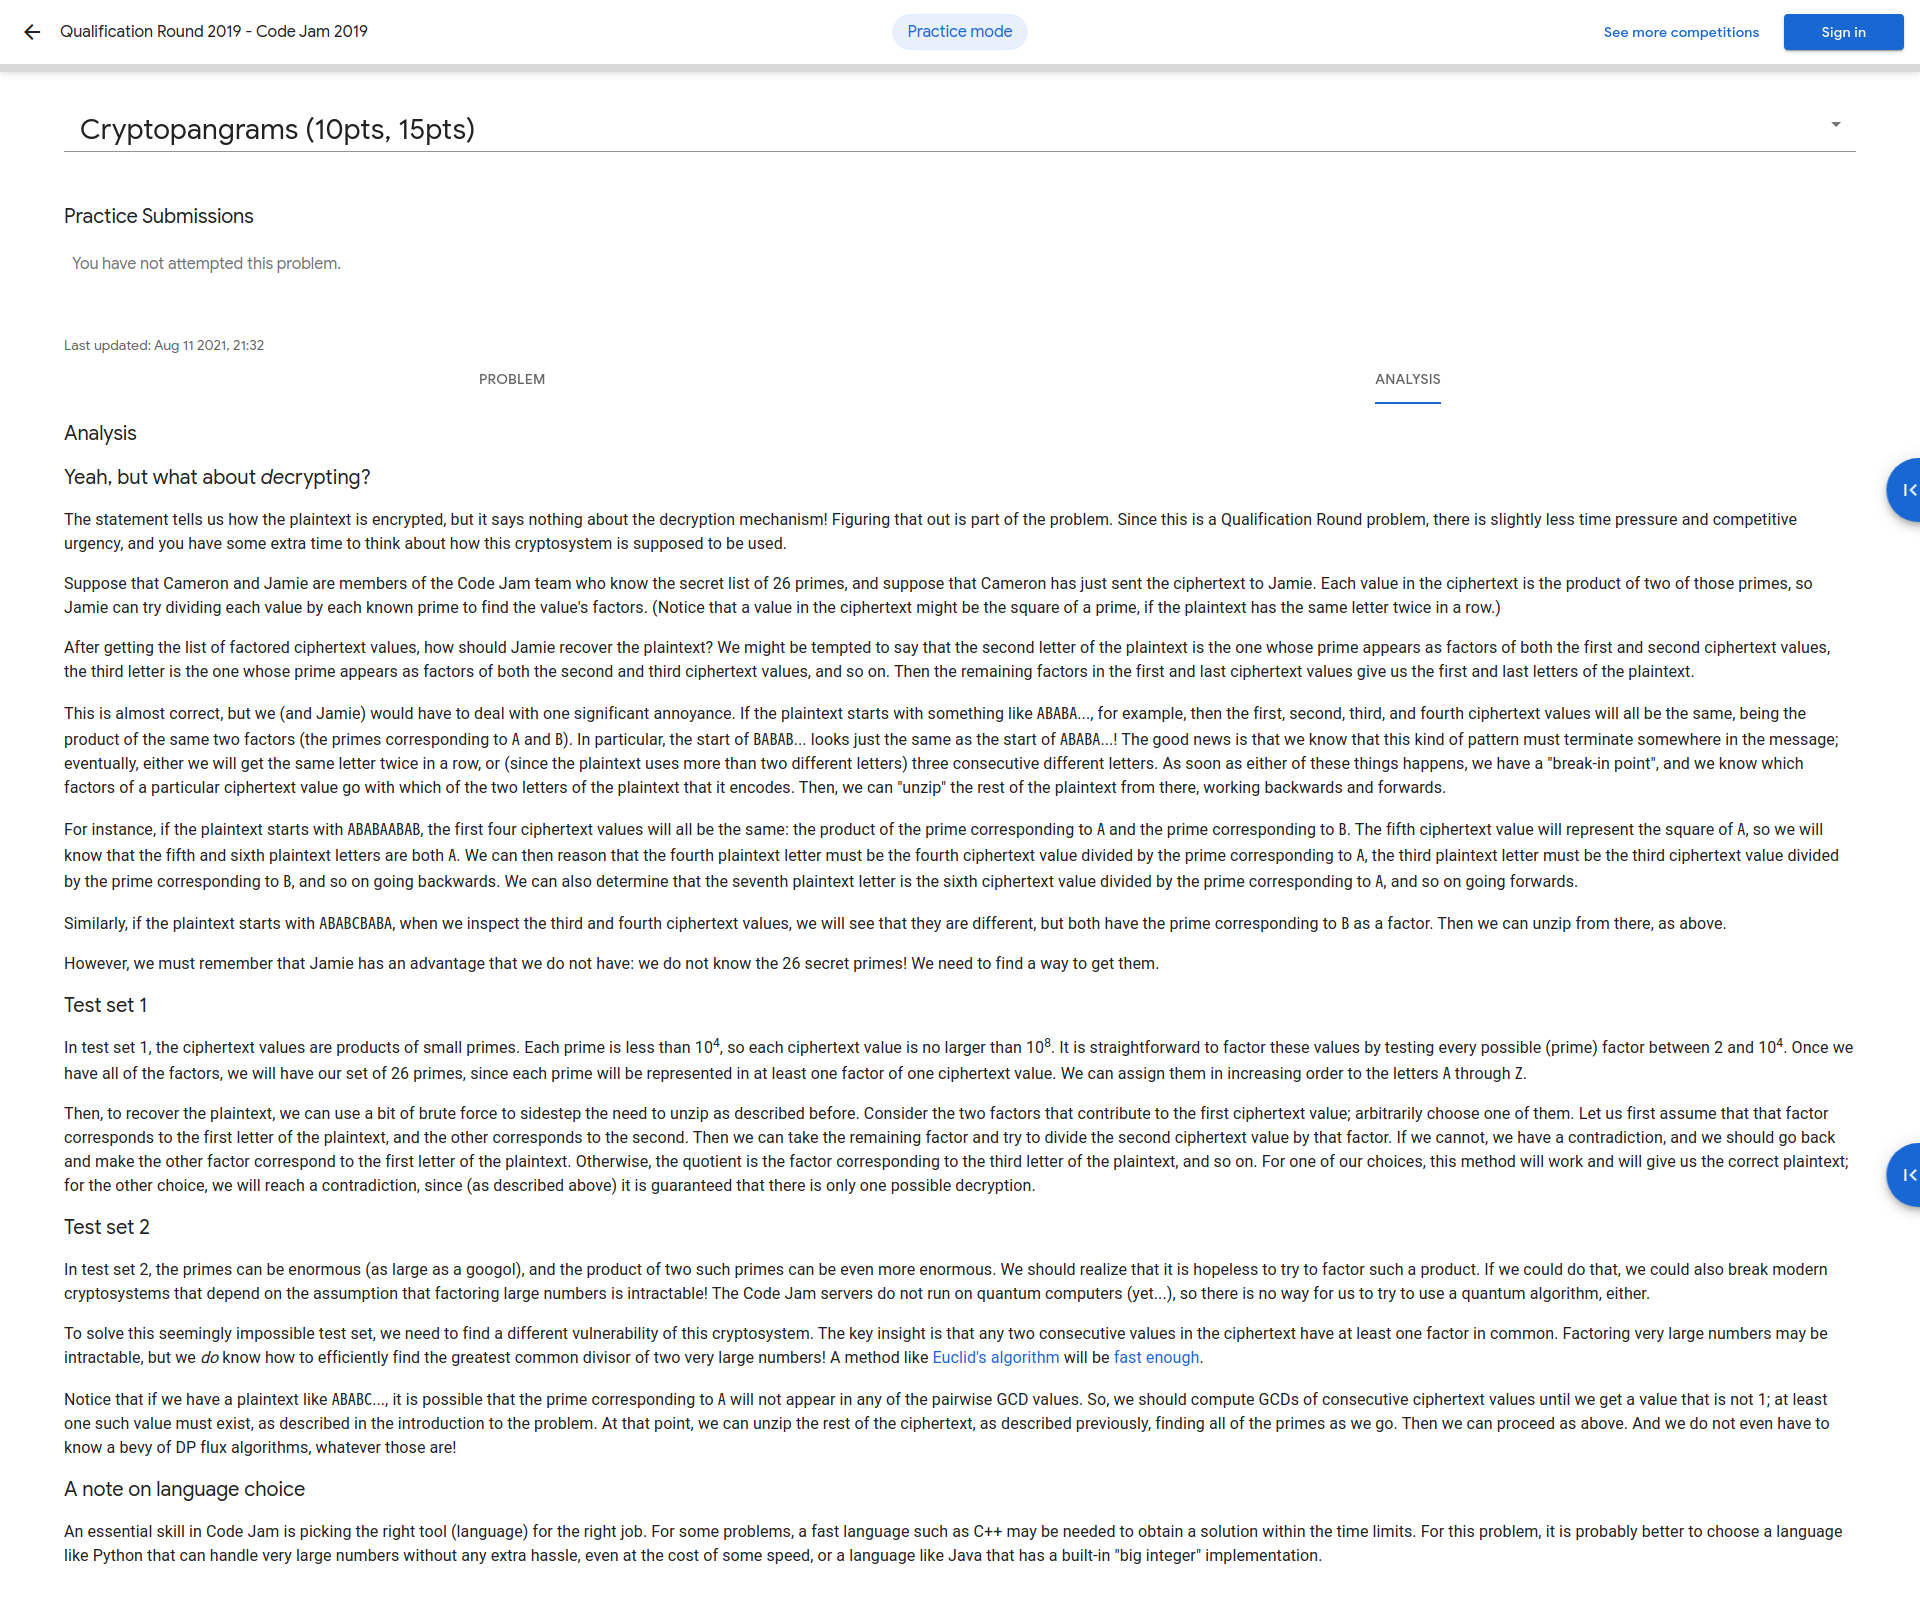 Qualification Round 2019 - Code Jam 2019
Practice mode
See more competitions
Sign in
Cryptopangrams (10pts, 15pts)
Practice Submissions
You have not attempted this problem.
Last updated: Aug 11 2021, 21:32
PROBLEM
ANALYSIS
Analysis
Yeah, but what about decrypting?
The statement tells us how the plaintext is encrypted, but it says nothing about the decryption mechanism! Figuring that out is part of the problem. Since this is a Qualification Round problem, there is slightly less time pressure and competitive
urgency, and you have some extra time to think about how this cryptosystem is supposed to be used.
Suppose that Cameron and Jamie are members of the Code Jam team who know the secret list of 26 primes, and suppose that Cameron has just sent the ciphertext to Jamie. Each value in the ciphertext is the product of two of those primes, so
Jamie can try dividing each value by each known prime to find the value's factors. (Notice that a value in the ciphertext might be the square of a prime, if the plaintext has the same letter twice in a row.)
After getting the list of factored ciphertext values, how should Jamie recover the plaintext? We might be tempted to say that the second letter of the plaintext is the one whose prime appears as factors of both the first and second ciphertext values,
the third letter is the one whose prime appears as factors of both the second and third ciphertext values, and so on. Then the remaining factors in the first and last ciphertext values give us the first and last letters of the plaintext.
This is almost correct, but we (and Jamie) would have to deal with one significant annoyance. If the plaintext starts with something like ABABA..., for example, then the first, second, third, and fourth ciphertext values will all be the same, being the
product of the same two factors (the primes corresponding to A and B). In particular, the start of BABAB... looks just the same as the start of ABABA...! The good news is that we know that this kind of pattern must terminate somewhere in the message;
eventually, either we will get the same letter twice in a row, or (since the plaintext uses more than two different letters) three consecutive different letters. As soon as either of these things happens, we have a "break-in point", and we know which
factors of a particular ciphertext value go with which of the two letters of the plaintext that it encodes. Then, we can "unzip" the rest of the plaintext from there, working backwards and forwards.
For instance, if the plaintext starts with ABABAABAB, the first four ciphertext values will all be the same: the product of the prime corresponding to A and the prime corresponding to B. The fifth ciphertext value will represent the square of A, so we will
know that the fifth and sixth plaintext letters are both A. We can then reason that the fourth plaintext letter must be the fourth ciphertext value divided by the prime corresponding to A, the third plaintext letter must be the third ciphertext value divided
by the prime corresponding to B, and so on going backwards. We can also determine that the seventh plaintext letter is the sixth ciphertext value divided by the prime corresponding to A, and so on going forwards.
Similarly, if the plaintext starts with ABABCBABA, when we inspect the third and fourth ciphertext values, we will see that they are different, but both have the prime corresponding to B as a factor. Then we can unzip from there, as above.
However, we must remember that Jamie has an advantage that we do not have: we do not know the 26 secret primes! We need to find a way to get them.
Test set 1
In test set 1, the ciphertext values are products of small primes. Each prime is less than 10⁴, so each ciphertext value is no larger than 10⁸. It is straightforward to factor these values by testing every possible (prime) factor between 2 and 10⁴. Once we
have all of the factors, we will have our set of 26 primes, since each prime will be represented in at least one factor of one ciphertext value. We can assign them in increasing order to the letters A through Z.
Then, to recover the plaintext, we can use a bit of brute force to sidestep the need to unzip as described before. Consider the two factors that contribute to the first ciphertext value; arbitrarily choose one of them. Let us first assume that that factor
corresponds to the first letter of the plaintext, and the other corresponds to the second. Then we can take the remaining factor and try to divide the second ciphertext value by that factor. If we cannot, we have a contradiction, and we should go back
and make the other factor correspond to the first letter of the plaintext. Otherwise, the quotient is the factor corresponding to the third letter of the plaintext, and so on. For one of our choices, this method will work and will give us the correct plaintext;
for the other choice, we will reach a contradiction, since (as described above) it is guaranteed that there is only one possible decryption.
Test set 2
In test set 2, the primes can be enormous (as large as a googol), and the product of two such primes can be even more enormous. We should realize that it is hopeless to try to factor such a product. If we could do that, we could also break modern
cryptosystems that depend on the assumption that factoring large numbers is intractable! The Code Jam servers do not run on quantum computers (yet...), so there is no way for us to try to use a quantum algorithm, either.
To solve this seemingly impossible test set, we need to find a different vulnerability of this cryptosystem. The key insight is that any two consecutive values in the ciphertext have at least one factor in common. Factoring very large numbers may be
intractable, but we do know how to efficiently find the greatest common divisor of two very large numbers! A method like Euclid's algorithm will be fast enough.
Notice that if we have a plaintext like ABABC..., it is possible that the prime corresponding to A will not appear in any of the pairwise GCD values. So, we should compute GCDs of consecutive ciphertext values until we get a value that is not 1; at least
one such value must exist, as described in the introduction to the problem. At that point, we can unzip the rest of the ciphertext, as described previously, finding all of the primes as we go. Then we can proceed as above. And we do not even have to
know a bevy of DP flux algorithms, whatever those are!
A note on language choice
An essential skill in Code Jam is picking the right tool (language) for the right job. For some problems, a fast language such as C++ may be needed to obtain a solution within the time limits. For this problem, it is probably better to choose a language
like Python that can handle very large numbers without any extra hassle, even at the cost of some speed, or a language like Java that has a built-in "big integer" implementation.